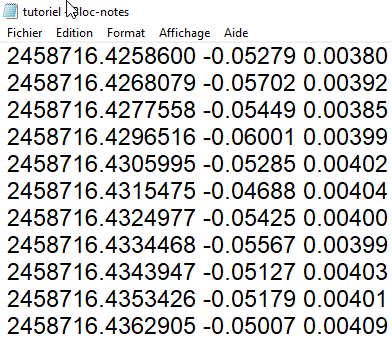 tutoriel - Bloc-notes
Fichier Edition Format Affichage Aide
2458716.4258600 -0.05279 0.00380
2458716.4268079 -0.05702 0.00392
2458716.4277558 -0.05449 0.00385
2458716.4296516 -0.06001 0.00399
2458716.4305995 -0.05285 0.00402
2458716.4315475 -0.04688 0.00404
2458716.4324977 -0.05425 0.00400
2458716.4334468 -0.05567 0.00399
2458716.4343947 -0.05127 0.00403
2458716.4353426 -0.05179 0.00401
2458716.4362905 -0.05007 0.00409